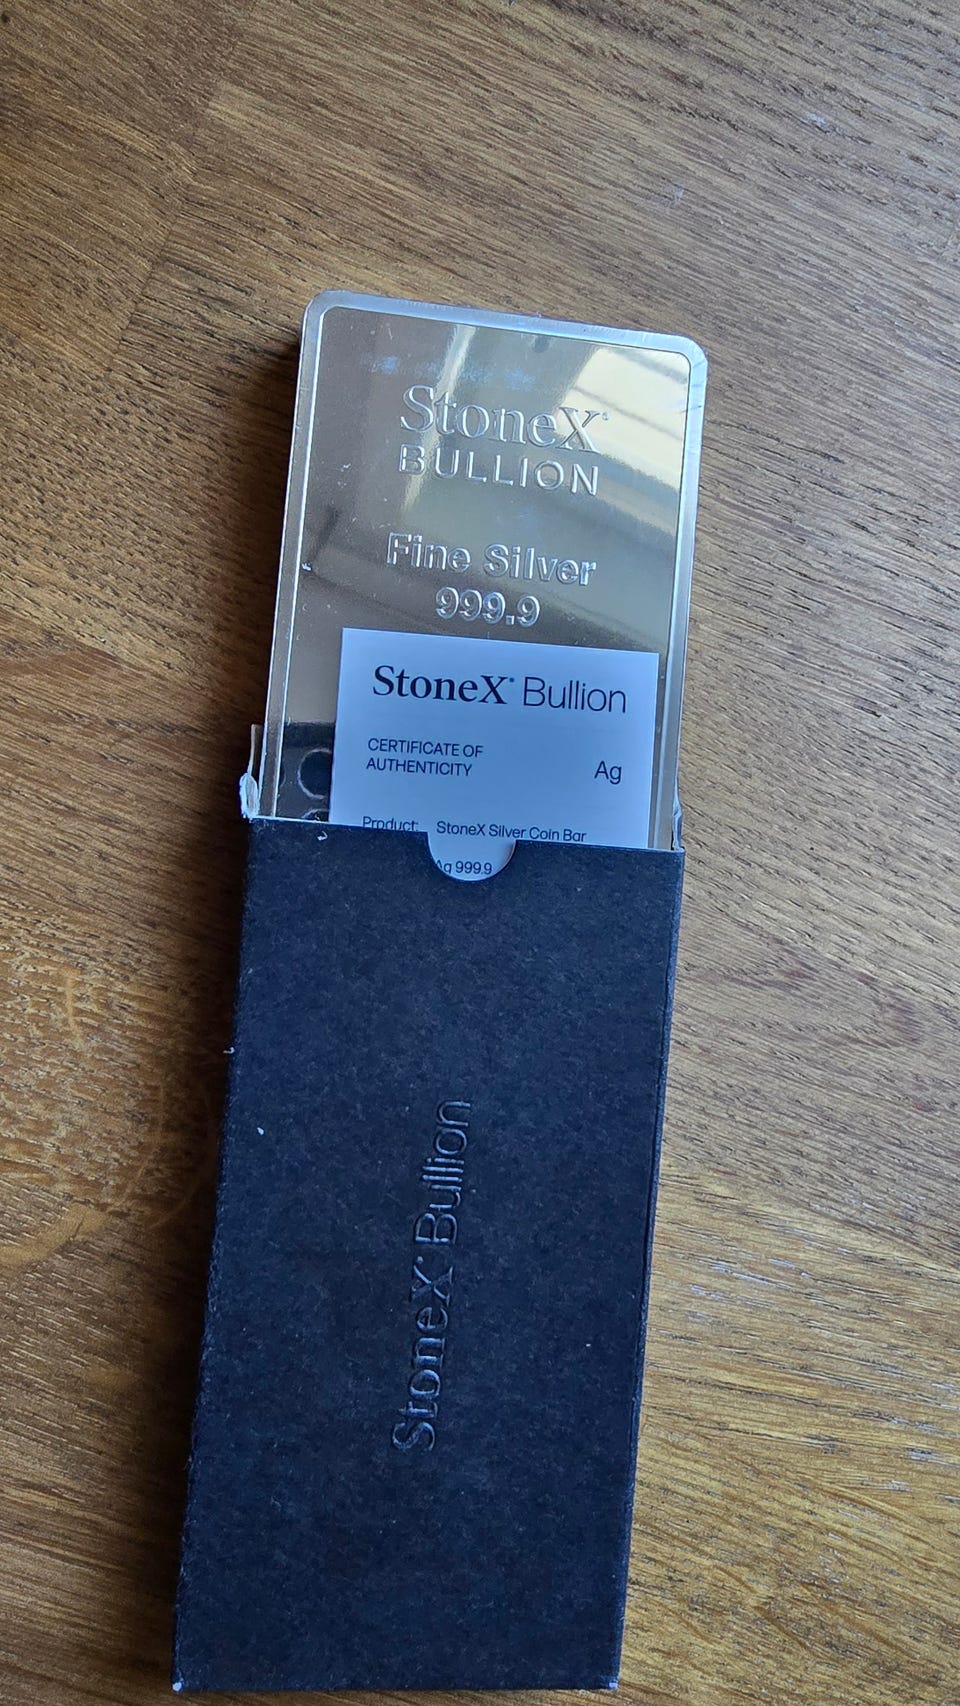 StoneX®
BULLION
Fine Silver
999.9
StoneX® Bullion
CERTIFICATE OF
AUTHENTICITY
Ag
Product: StoneX Silver Coin Bar
Ag 999.9
StoneX® Bullion